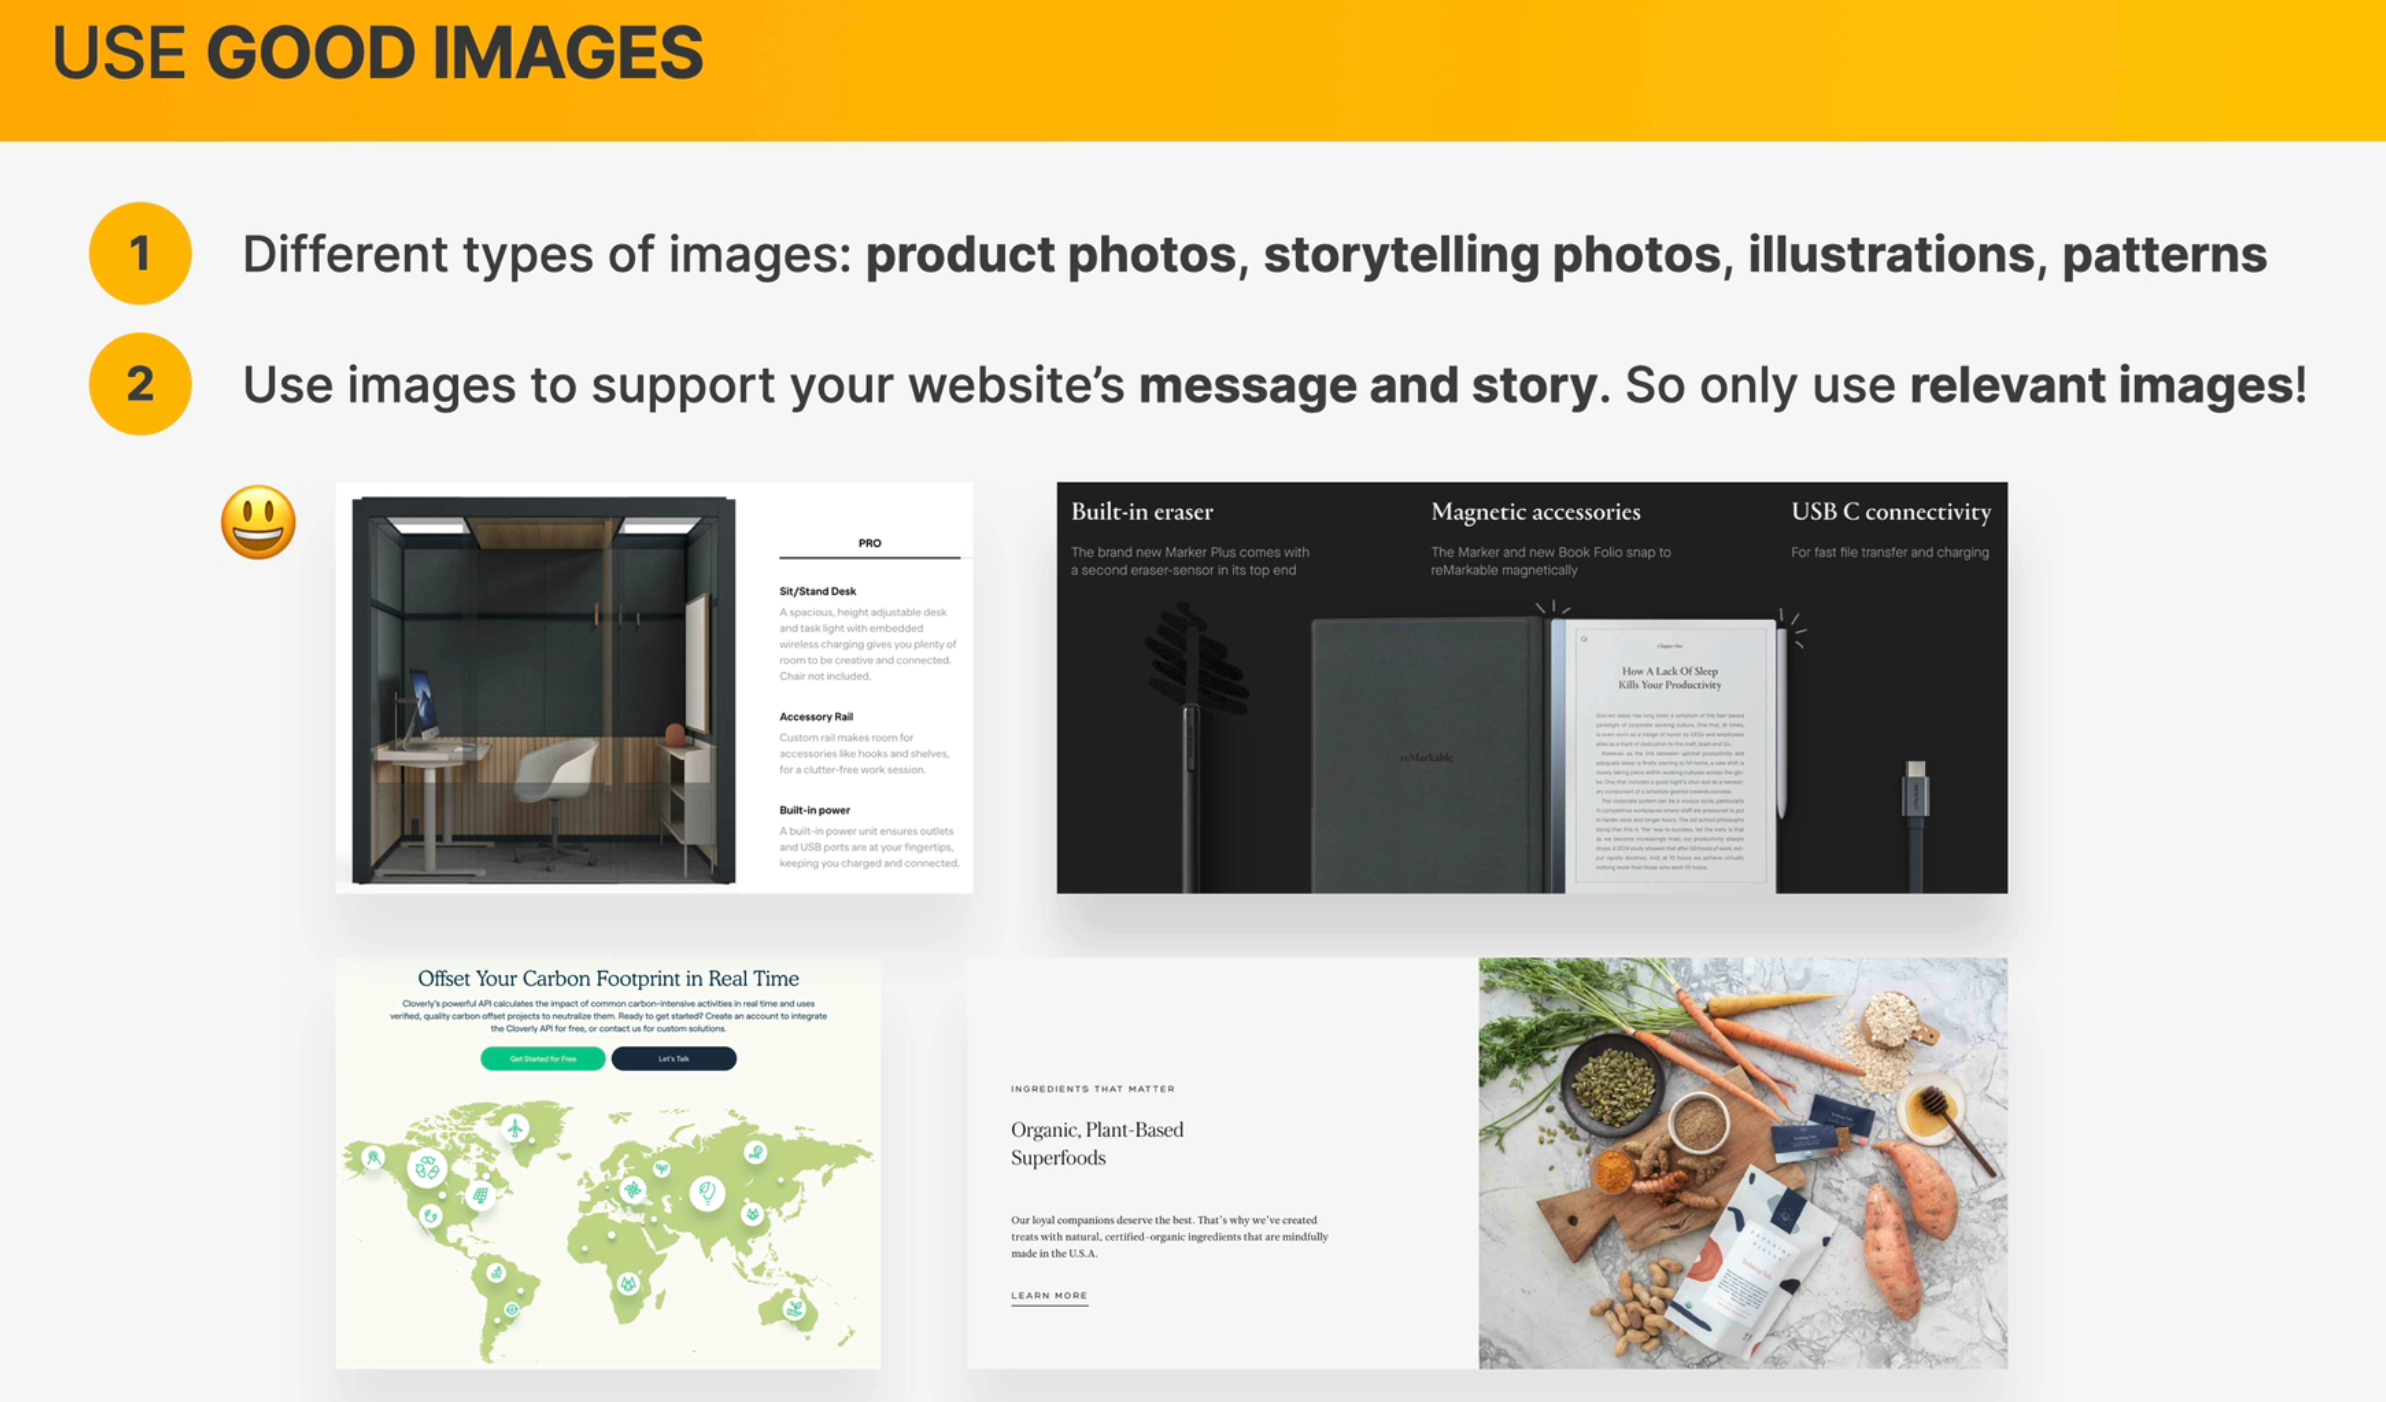 USE GOOD IMAGES
1
Different types of images: product photos, storytelling photos, illustrations, patterns
2
Use images to support your website’s message and story. So only use relevant images!
PRO
Sit/Stand Desk
A spacious, height adjustable desk
and task light with embedded
wireless charging gives you plenty of
room to be creative and connected.
Chair not included.
Accessory Rail
Custom rail makes room for
accessories like hooks and shelves,
for a clutter-free work session.
Built-in power
A built-in power unit ensures outlets
and USB ports are at your fingertips,
keeping you charged and connected.
Built-in eraser
The brand new Marker Plus comes with
a second eraser-sensor in its top end
Magnetic accessories
The Marker and new Book Folio snap to
reMarkable magnetically
USB C connectivity
For fast file transfer and charging
reMarkable
Chapter One
How A Lack Of Sleep
Kills Your Productivity
Offset Your Carbon Footprint in Real Time
Cloverly's powerful API calculates the impact of common carbon-intensive activities in real time and uses
verified, quality carbon offset projects to neutralize them. Ready to get started? Create an account to integrate
the Cloverly API for free, or contact us for custom solutions.
Get Started for Free
Let's Talk
INGREDIENTS THAT MATTER
Organic, Plant-Based
Superfoods
Our loyal companions deserve the best. That’s why we’ve created
treats with natural, certified-organic ingredients that are mindfully
made in the U.S.A.
LEARN MORE